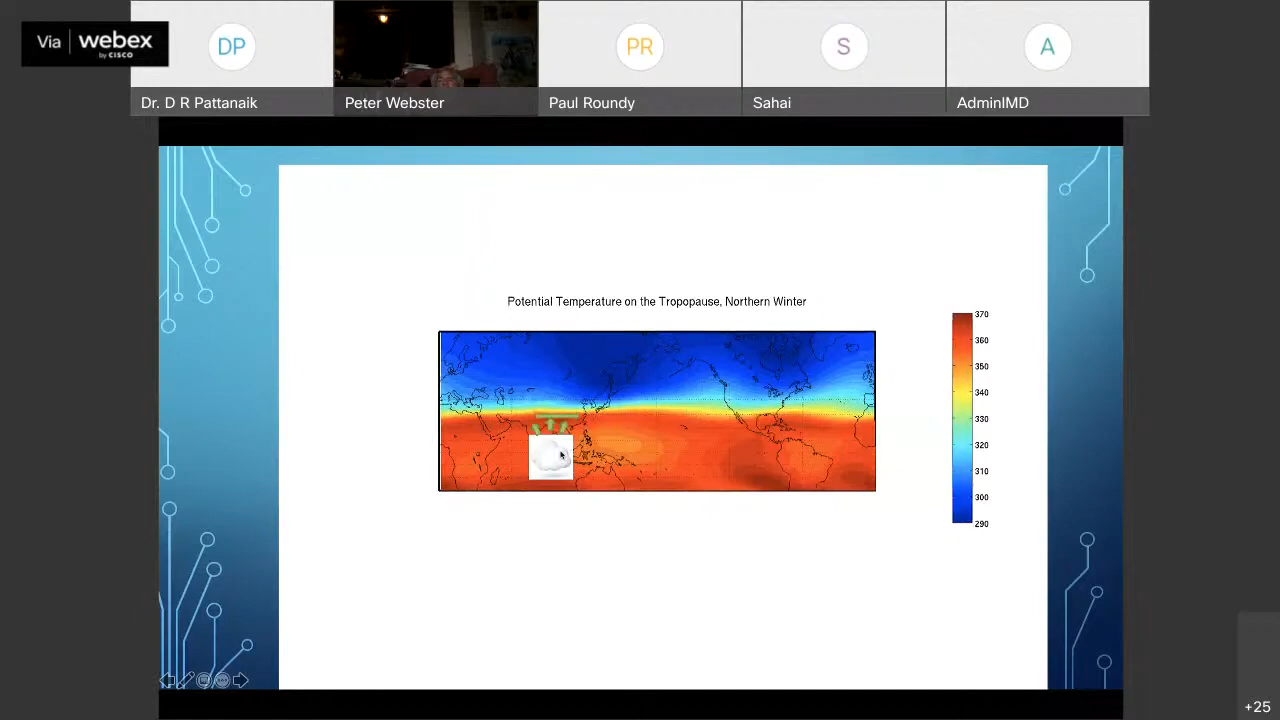 Via webex
by CISCO
DP
PR
S
A
Dr. D R Pattanaik
Peter Webster
Paul Roundy
Sahai
AdminIMD
Potential Temperature on the Tropopause, Northern Winter
370
360
350
340
330
320
310
300
290
+25